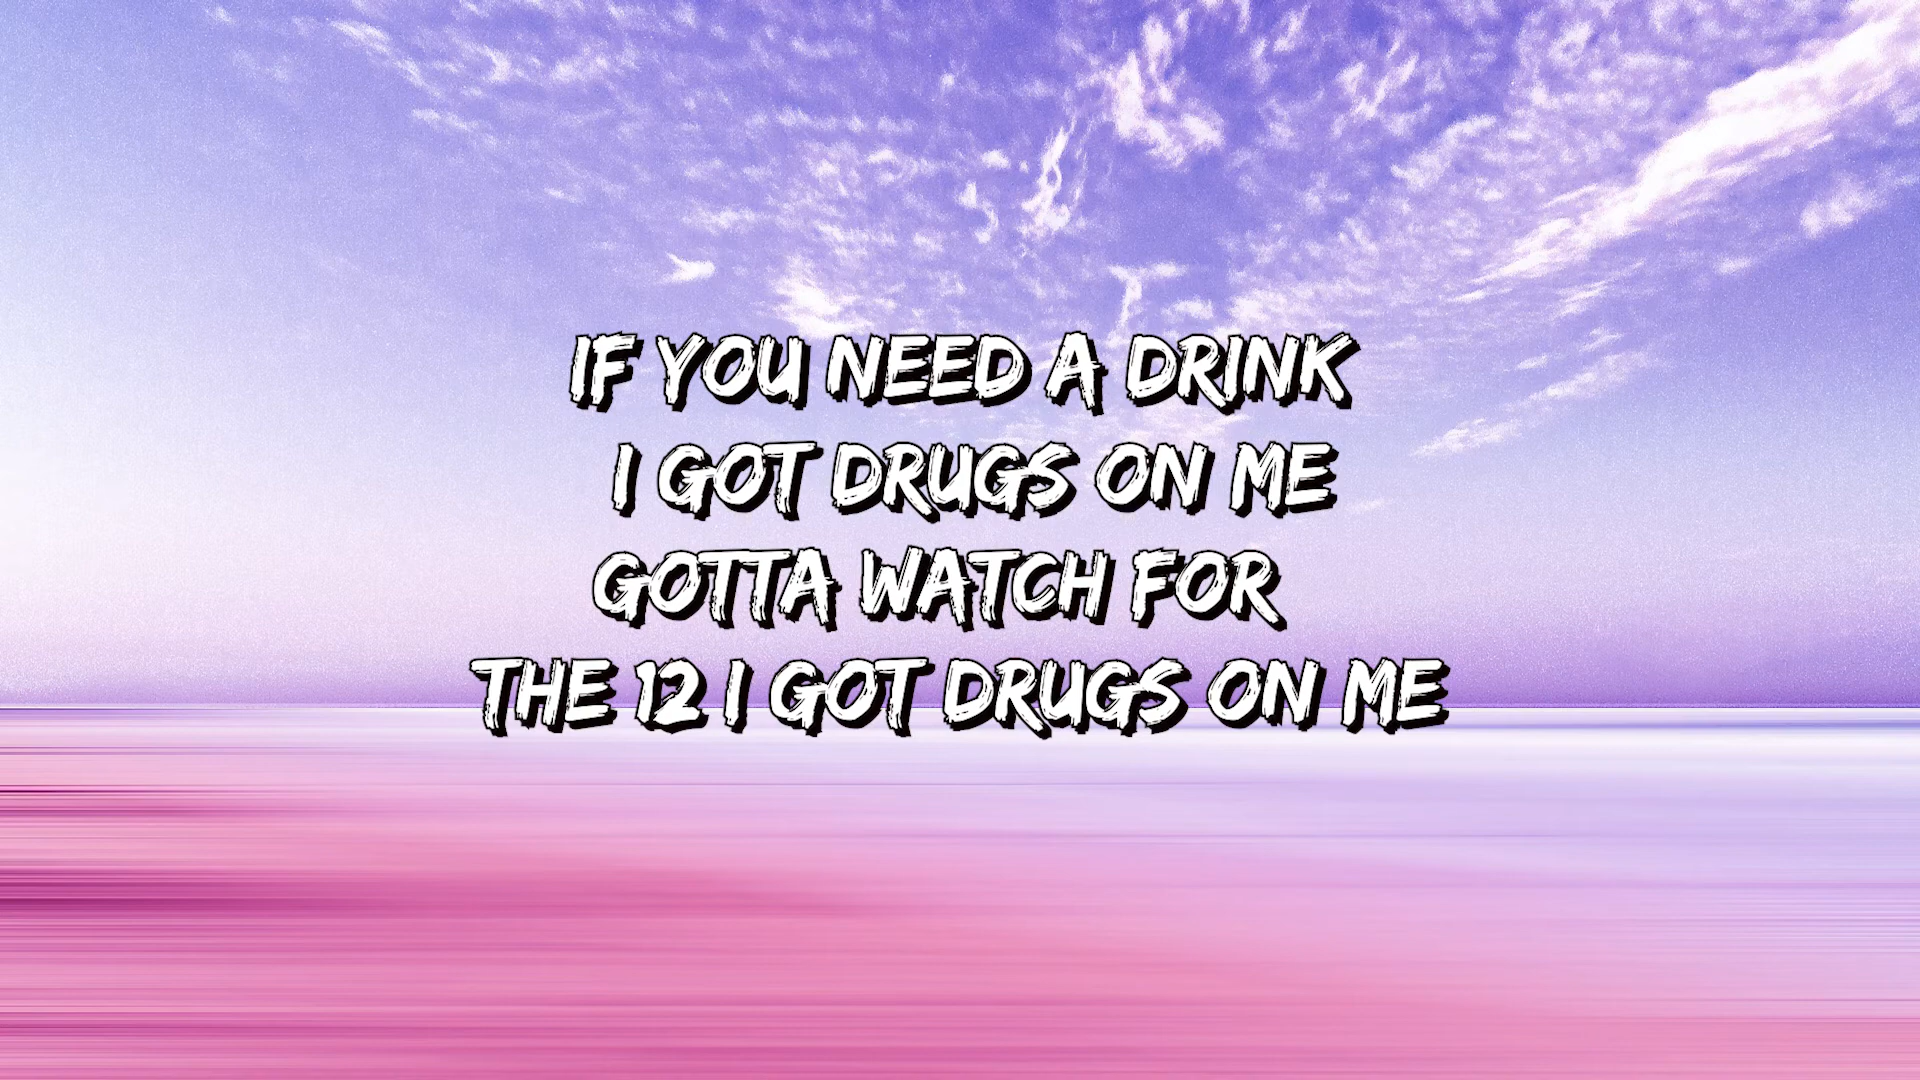 IF YOU NEED A DRINK
I GOT DRUGS ON ME
GOTTA WATCH FOR
THE 12 I GOT DRUGS ON ME